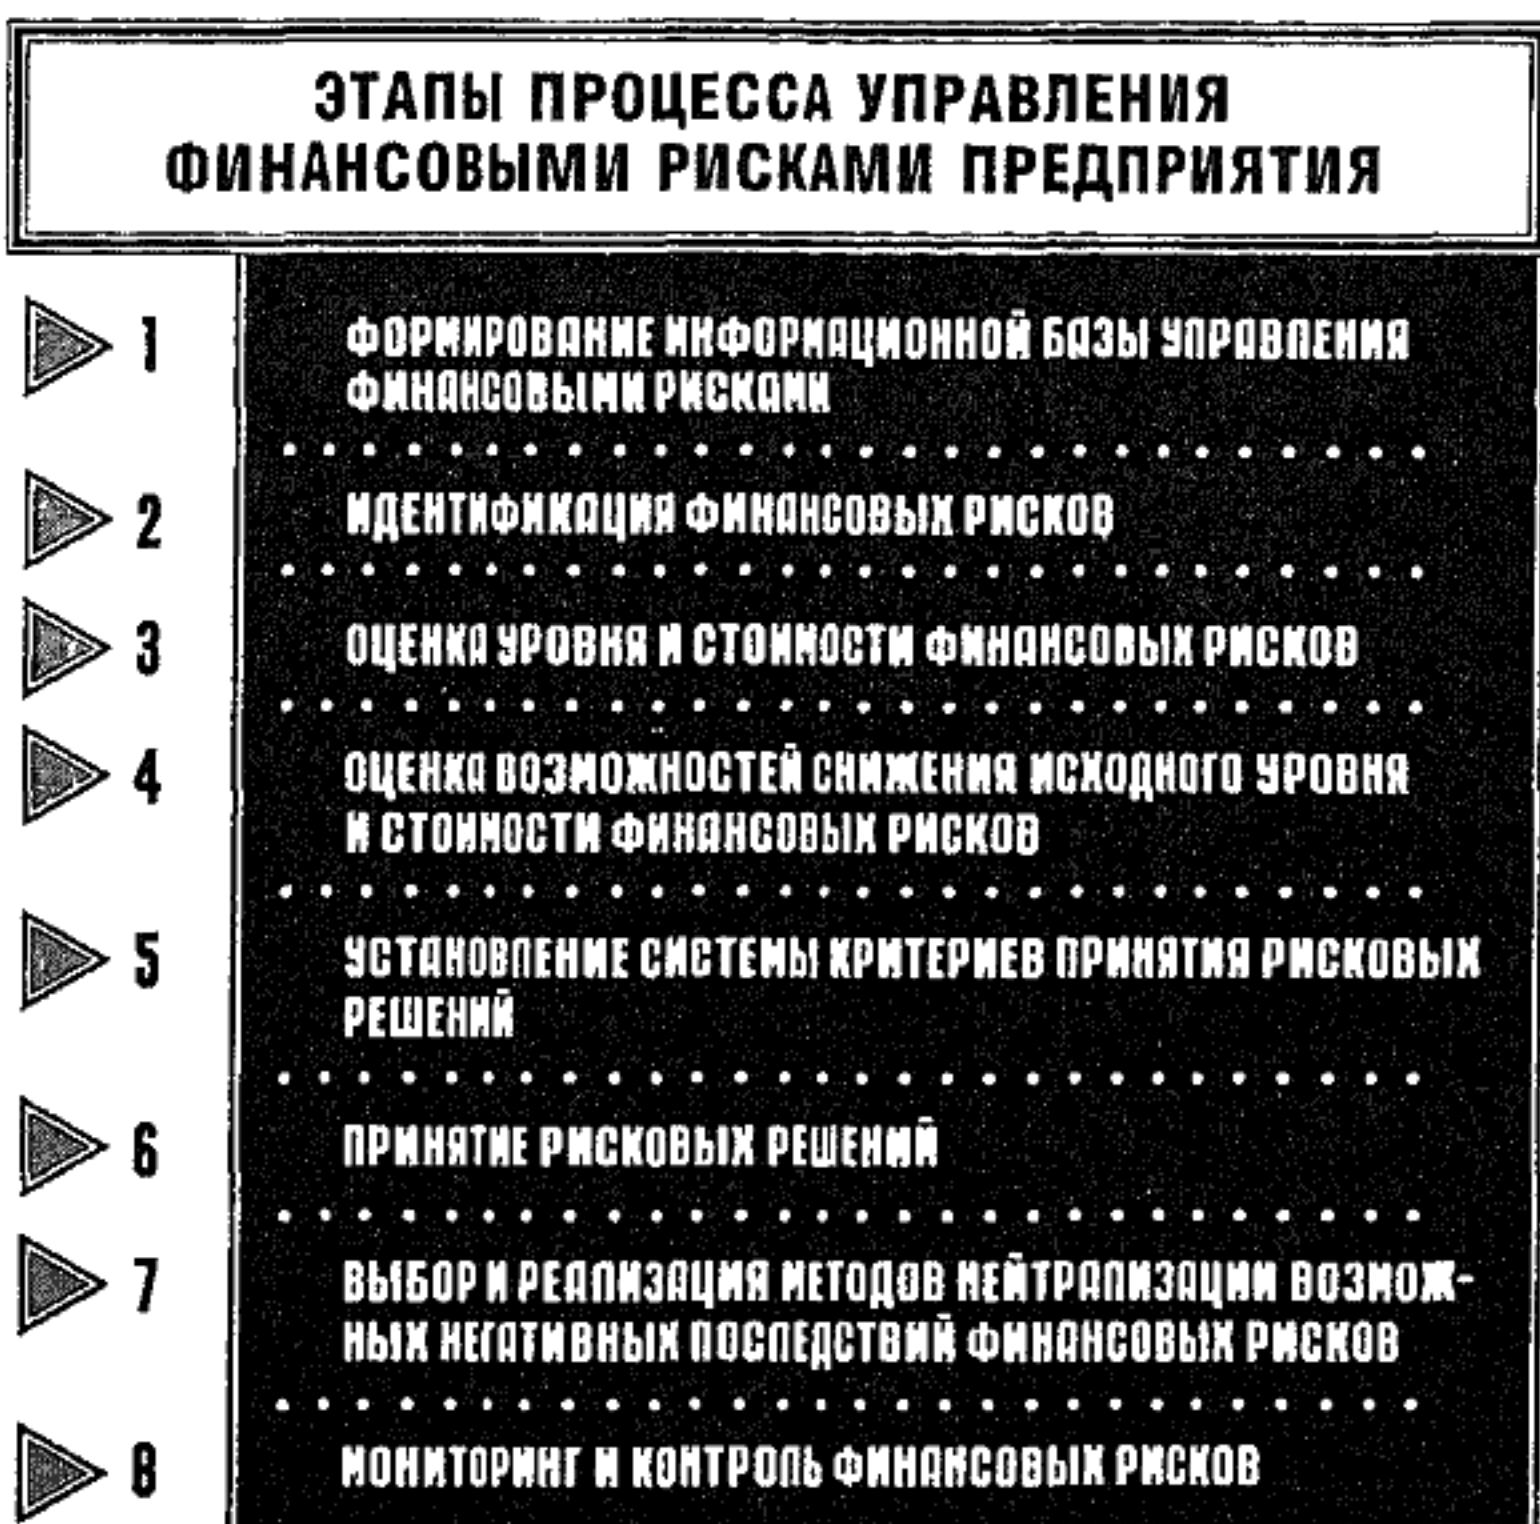 ЭТАПЫ ПРОЦЕССА УПРАВЛЕНИЯ
ФИНАНСОВЫМИ РИСКАМИ ПРЕДПРИЯТИЯ
1 ФОРМИРОВАНИЕ ИНФОРМАЦИОННОЙ БАЗЫ УПРАВЛЕНИЯ
ФИНАНСОВЫМИ РИСКАМИ
2 ИДЕНТИФИКАЦИЯ ФИНАНСОВЫХ РИСКОВ
3 ОЦЕНКА УРОВНЯ И СТОИМОСТИ ФИНАНСОВЫХ РИСКОВ
4 ОЦЕНКА ВОЗМОЖНОСТЕЙ СНИЖЕНИЯ ИСХОДНОГО УРОВНЯ
И СТОИМОСТИ ФИНАНСОВЫХ РИСКОВ
5 УСТАНОВЛЕНИЕ СИСТЕМЫ КРИТЕРИЕВ ПРИНЯТИЯ РИСКОВЫХ
РЕШЕНИЙ
6 ПРИНЯТИЕ РИСКОВЫХ РЕШЕНИЙ
7 ВЫБОР И РЕАЛИЗАЦИЯ МЕТОДОВ НЕЙТРАЛИЗАЦИИ ВОЗМОЖ-
НЫХ НЕГАТИВНЫХ ПОСЛЕДСТВИЙ ФИНАНСОВЫХ РИСКОВ
8 МОНИТОРИНГ И КОНТРОЛЬ ФИНАНСОВЫХ РИСКОВ